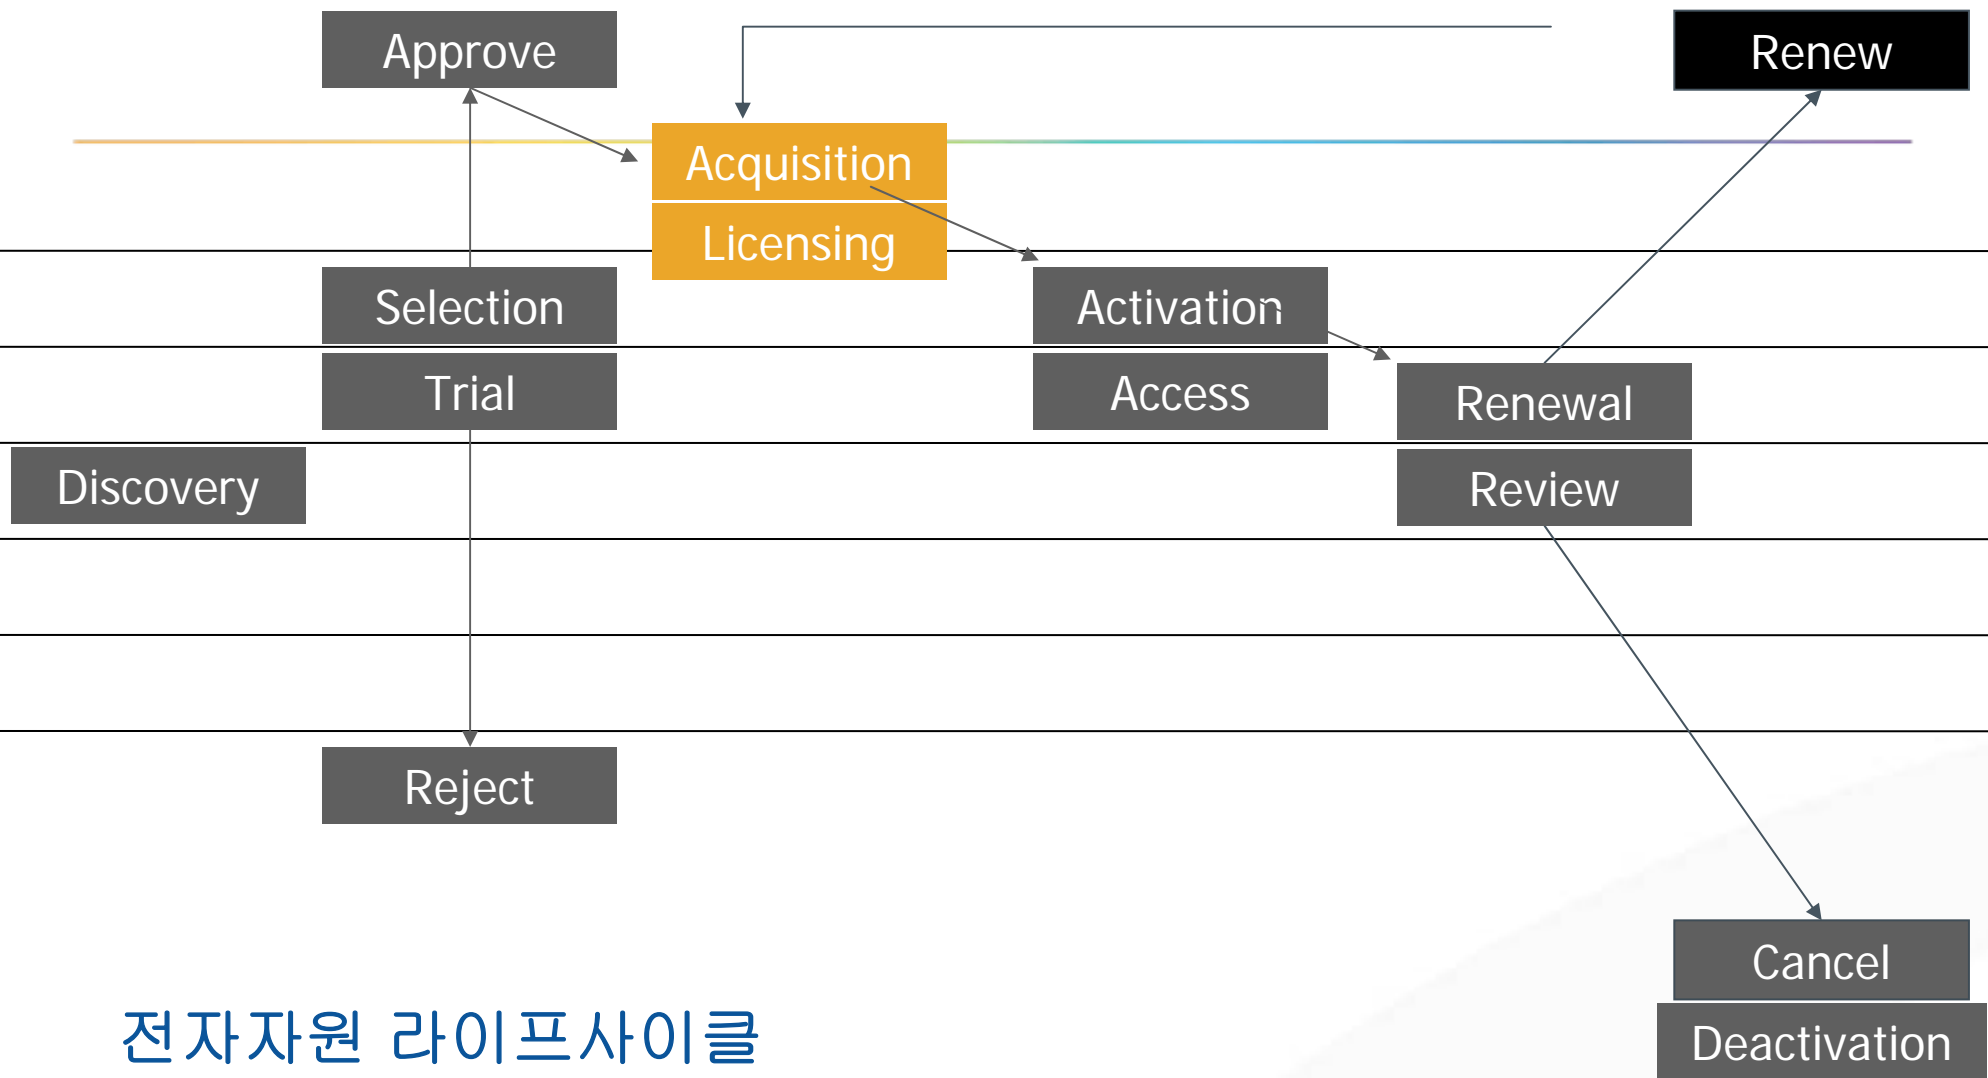 Approve
Renew
Acquisition
Licensing
Selection
Activation
Trial
Access
Renewal
Discovery
Review
Reject
Cancel
Deactivation
전자자원 라이프사이클